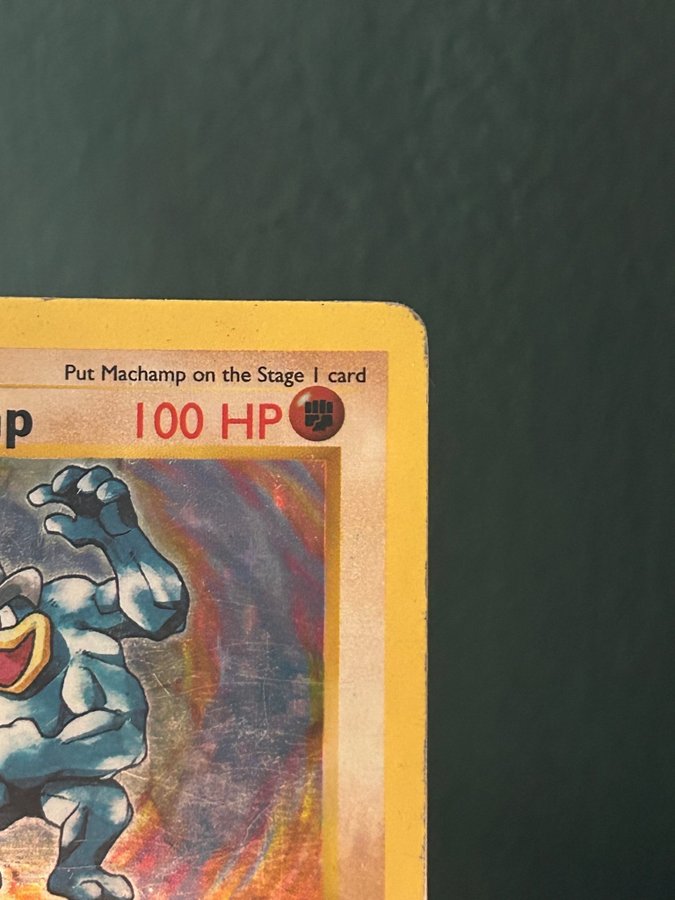 Put Machamp on the Stage 1 card
p 100 HP